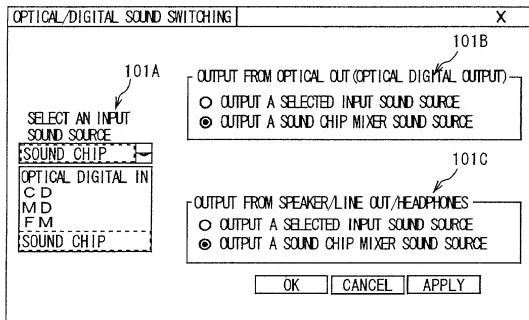 OPTICAL/DIGITAL SOUND SWITCHING X
101A
SELECT AN INPUT
SOUND SOURCE
SOUND CHIP
OPTICAL DIGITAL IN
CD
MD
FM
SOUND CHIP
101B
OUTPUT FROM OPTICAL OUT (OPTICAL DIGITAL OUTPUT)
OUTPUT A SELECTED INPUT SOUND SOURCE
OUTPUT A SOUND CHIP MIXER SOUND SOURCE
101C
OUTPUT FROM SPEAKER/LINE OUT/HEADPHONES
OUTPUT A SELECTED INPUT SOUND SOURCE
OUTPUT A SOUND CHIP MIXER SOUND SOURCE
OK CANCEL APPLY